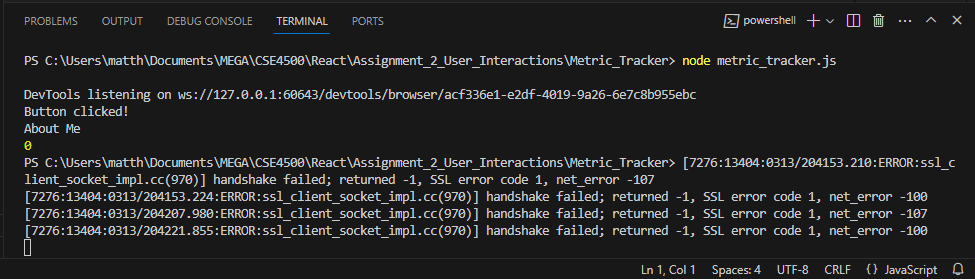 PROBLEMS OUTPUT DEBUG CONSOLE TERMINAL PORTS powershell
PS C:\Users\matth\Documents\MEGA\CSE4500\React\Assignment_2_User_Interactions\Metric_Tracker> node metric_tracker.js
DevTools listening on ws://127.0.0.1:60643/devtools/browser/acf336e1-e2df-4019-9a26-6e7c8b955ebc
Button clicked!
About Me
0
PS C:\Users\matth\Documents\MEGA\CSE4500\React\Assignment_2_User_Interactions\Metric_Tracker> [7276:13404:0313/204153.210:ERROR:ssl_c
lient_socket_impl.cc(970)] handshake failed; returned -1, SSL error code 1, net_error -107
[7276:13404:0313/204153.224:ERROR:ssl_client_socket_impl.cc(970)] handshake failed; returned -1, SSL error code 1, net_error -100
[7276:13404:0313/204207.980:ERROR:ssl_client_socket_impl.cc(970)] handshake failed; returned -1, SSL error code 1, net_error -107
[7276:13404:0313/204221.855:ERROR:ssl_client_socket_impl.cc(970)] handshake failed; returned -1, SSL error code 1, net_error -100
Ln 1, Col 1 Spaces: 4 UTF-8 CRLF {} JavaScript